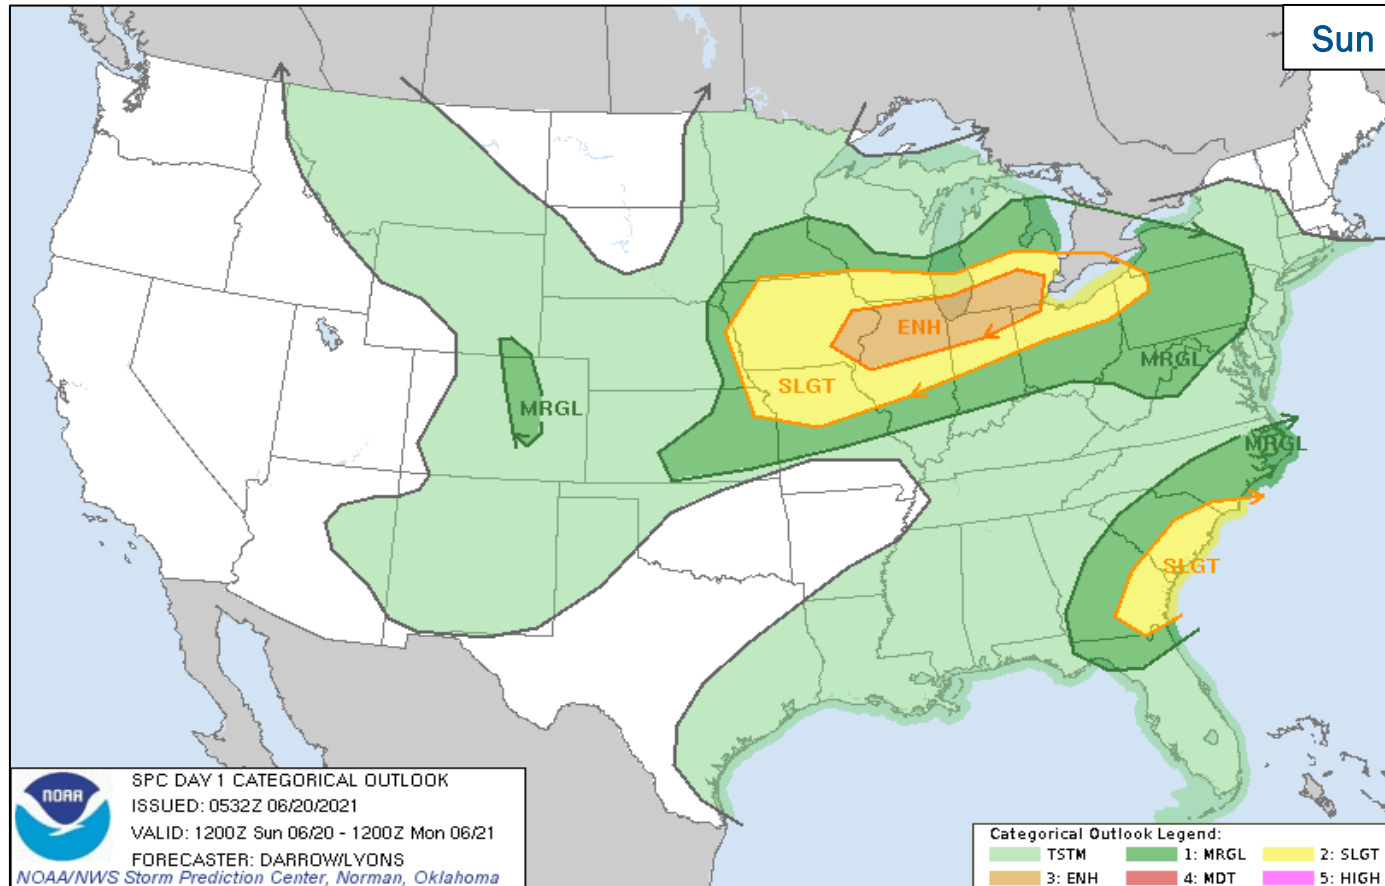 Sun
ENH
SLGT
MRGL
MRGL
MRGL
SLGT
NOAA
SPC DAY 1 CATEGORICAL OUTLOOK
ISSUED: 0532Z 06/20/2021
VALID: 1200Z Sun 06/20 - 1200Z Mon 06/21
FORECASTER: DARROW/LYONS
NOAA/NWS Storm Prediction Center, Norman, Oklahoma
Categorical Outlook Legend:
TSTM 1: MRGL 2: SLGT
3: ENH 4: MDT 5: HIGH